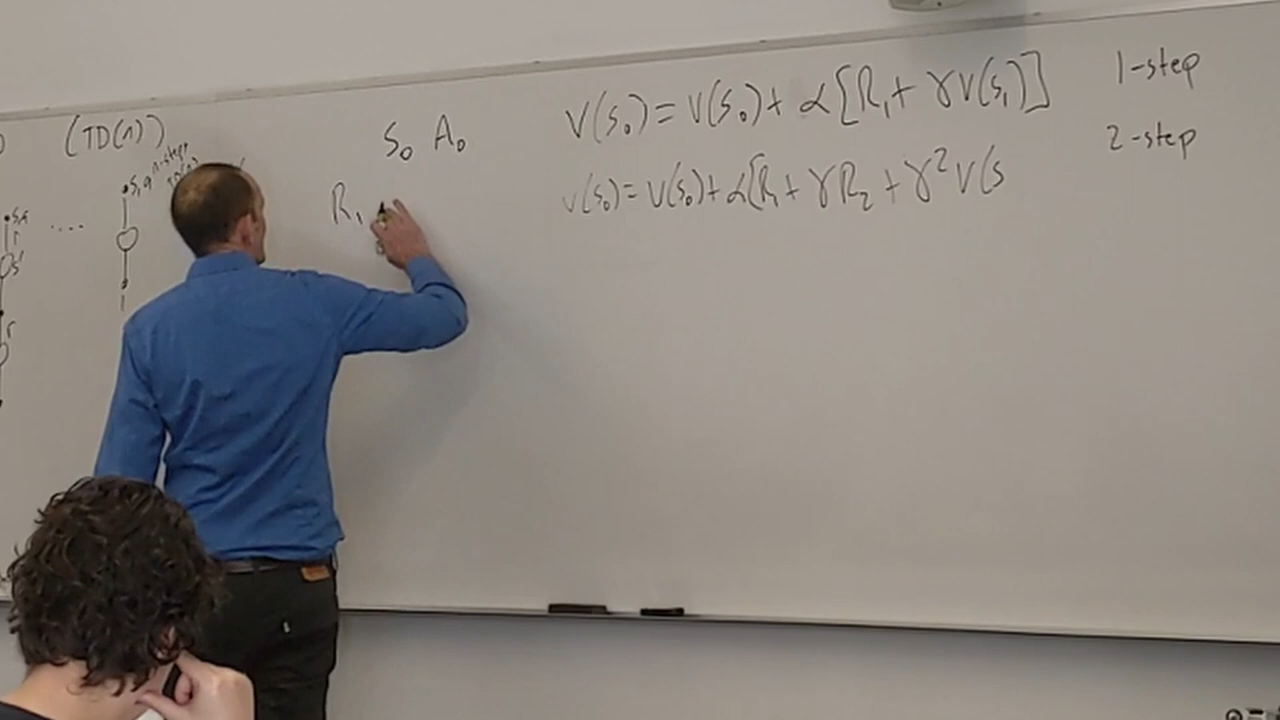 (TD(1))
n-step
s,a
s,a
r
s'
r
....
S₀ A₀
R₁
V(s₀) = V(s₀) + α[R₁ + γV(s₁)]
1-step
V(s₀) = V(s₀) + α[R₁ + γR₂ + γ²V(s
2-step